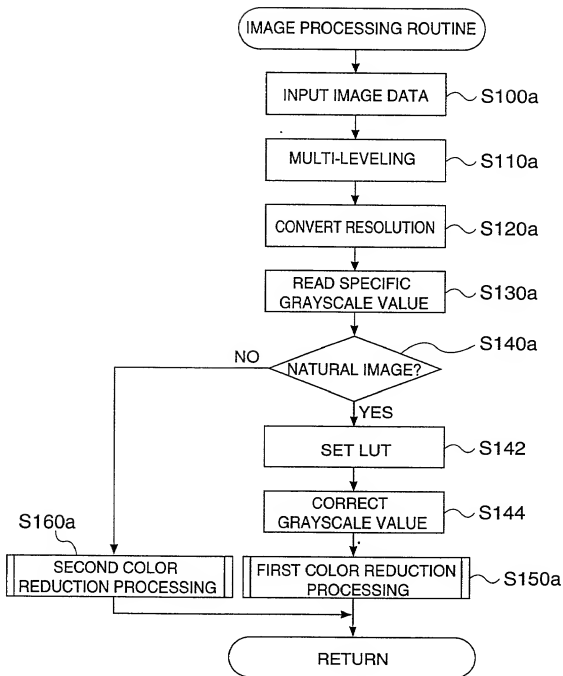 IMAGE PROCESSING ROUTINE
INPUT IMAGE DATA
S100a
MULTI-LEVELING
S110a
CONVERT RESOLUTION
S120a
READ SPECIFIC
GRAYSCALE VALUE
S130a
S140a
NO
NATURAL IMAGE?
YES
SET LUT
S142
CORRECT
GRAYSCALE VALUE
S144
S160a
SECOND COLOR
REDUCTION PROCESSING
FIRST COLOR REDUCTION
PROCESSING
S150a
RETURN